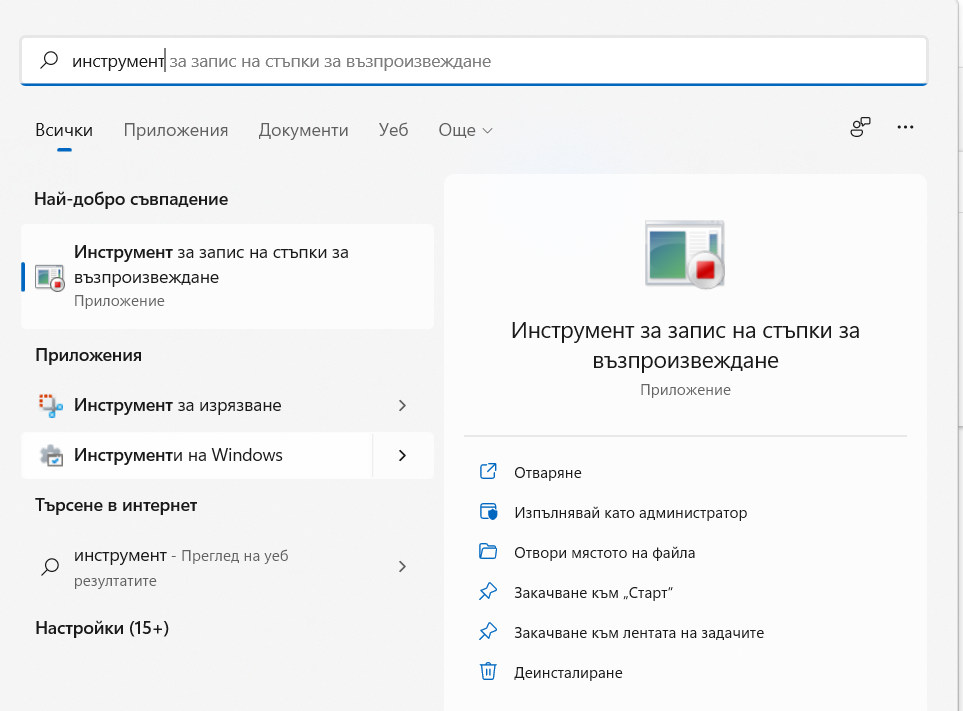 инструмент за запис на стъпки за възпроизвеждане
Всички Приложения Документи Уеб Още
Най-добро съвпадение
Инструмент за запис на стъпки за
възпроизвеждане
Приложение
Приложения
Инструмент за изрязване
Инструменти на Windows
Търсене в интернет
инструмент - Преглед на уеб
резултатите
Настройки (15+)
Инструмент за запис на стъпки за
възпроизвеждане
Приложение
Отваряне
Изпълнявай като администратор
Отвори мястото на файла
Закачване към „Старт“
Закачване към лентата на задачите
Деинсталиране